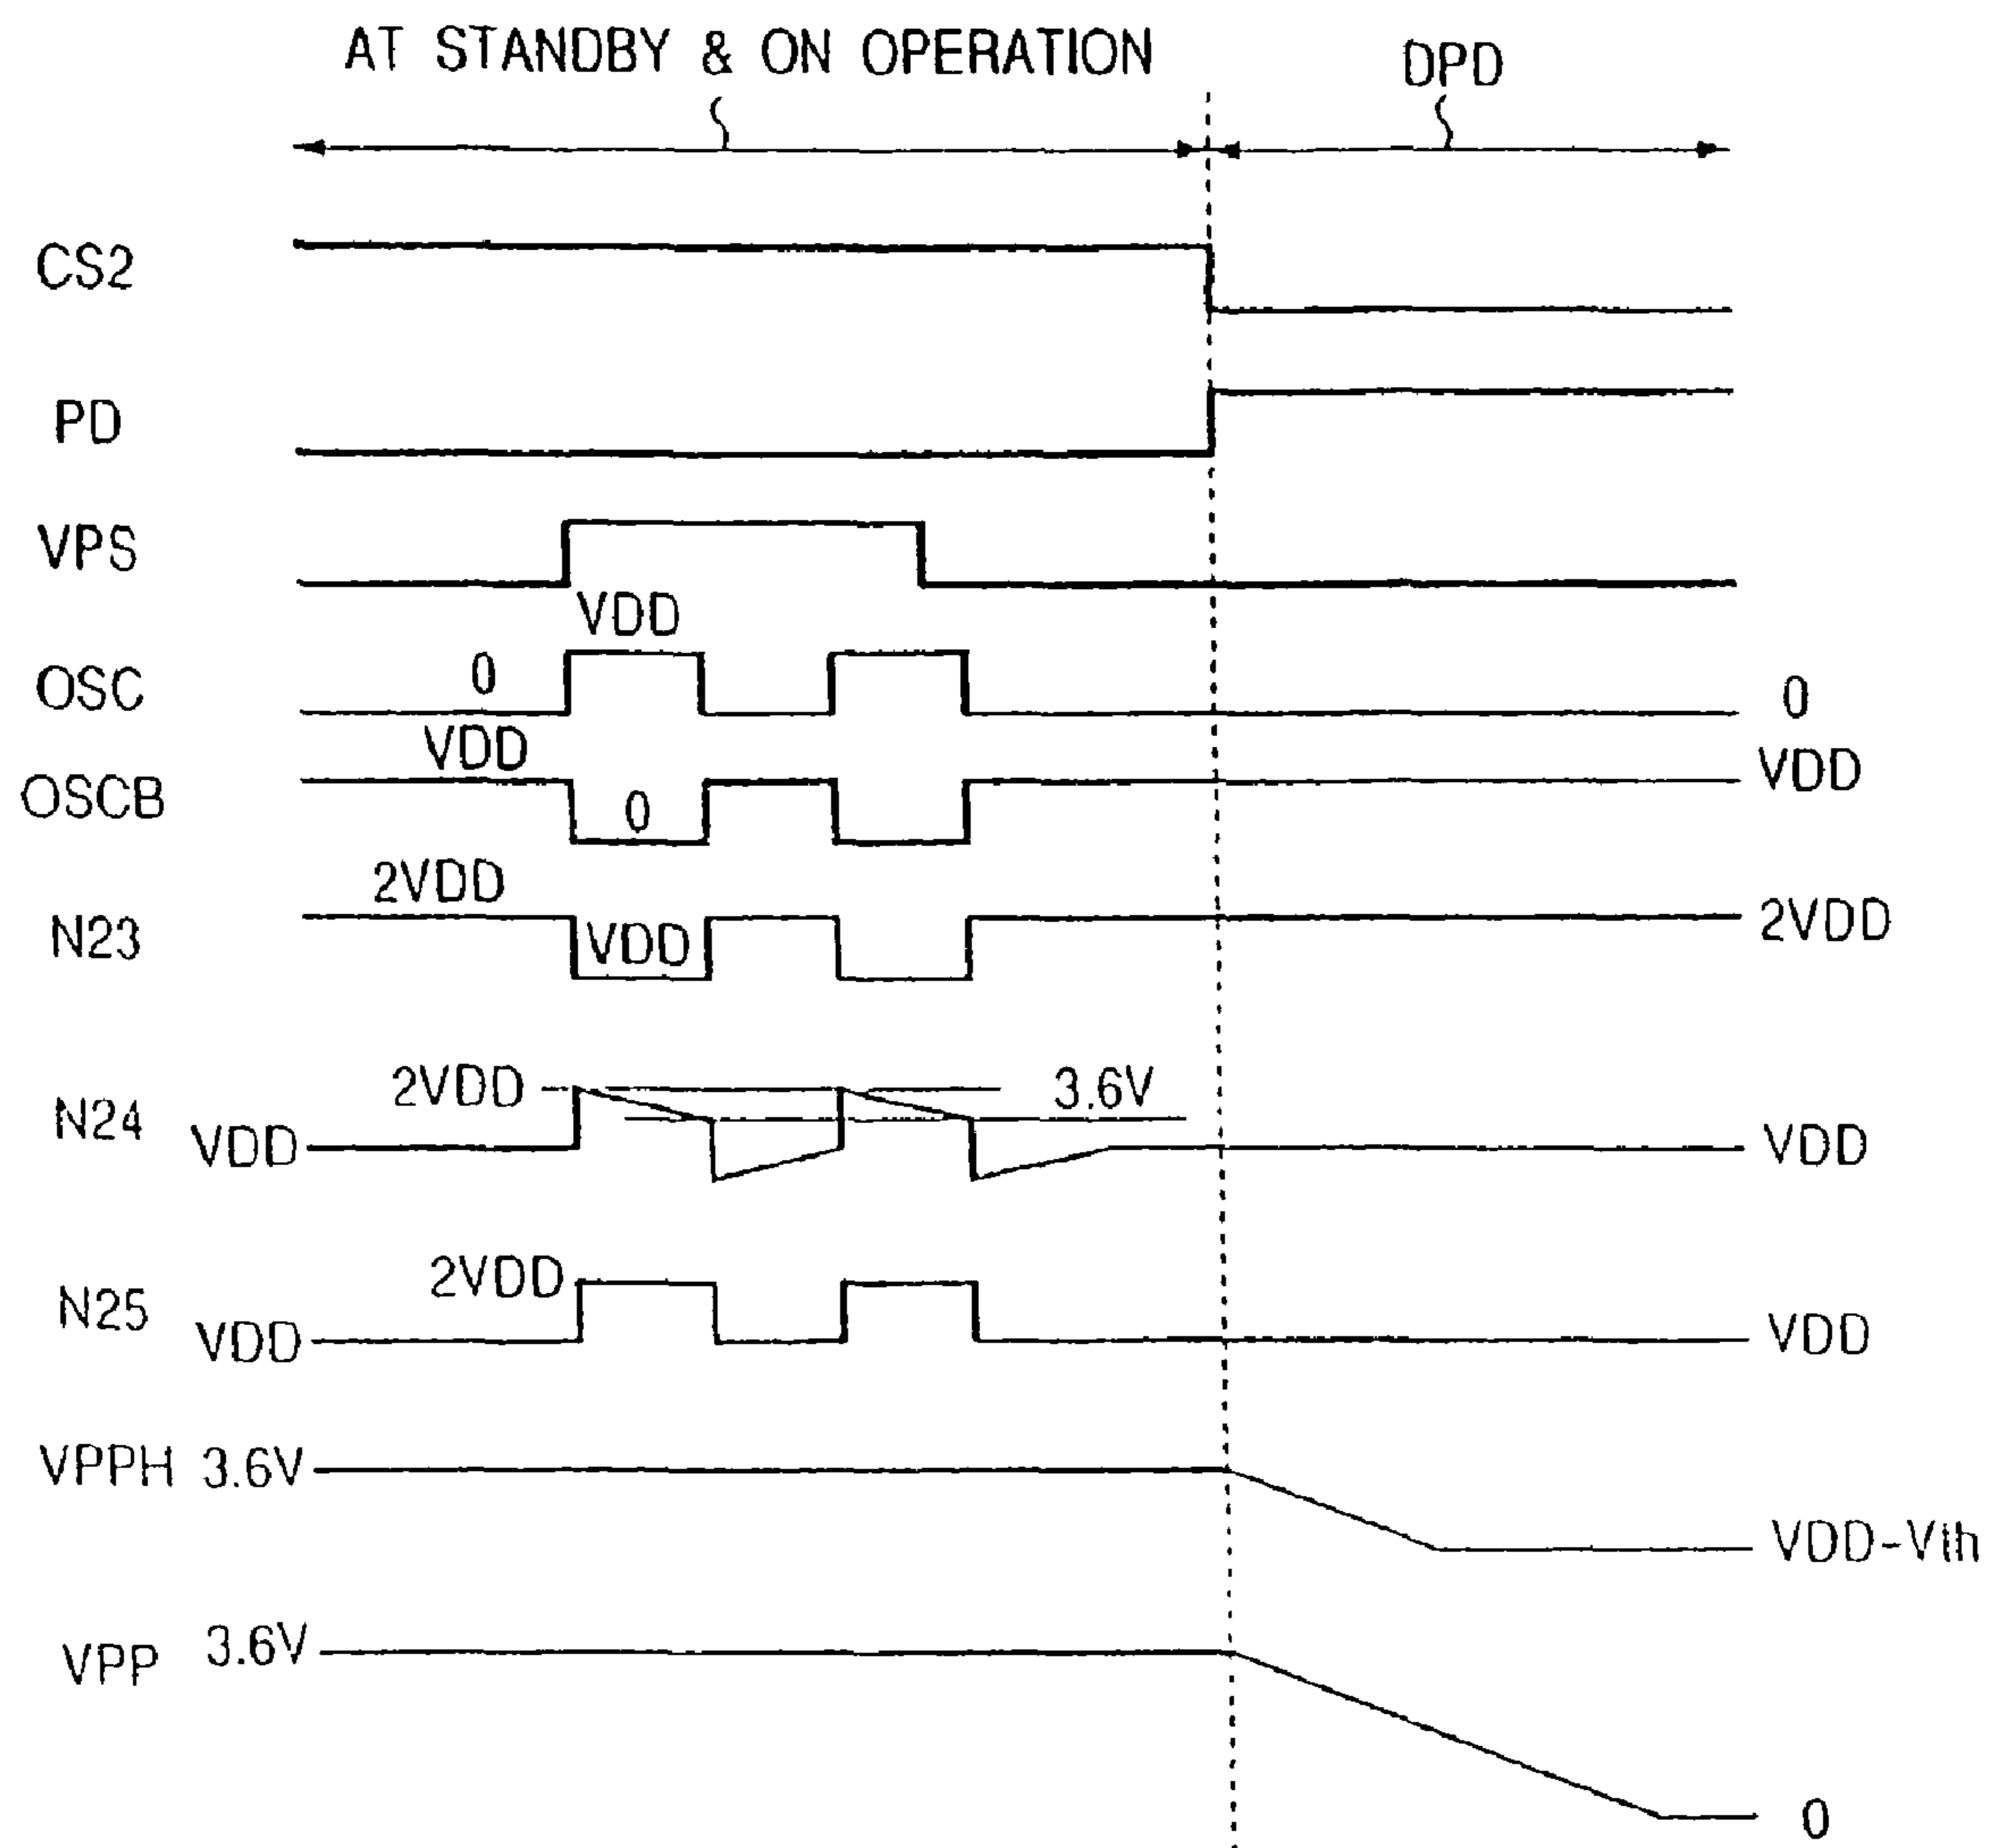 AT STANDBY & ON OPERATION DPD
CS2
PD
VPS
VDD
OSC 0 0
VDD VDD
OSCB 0
2VDD
N23 VDD 2VDD
2VDD 3.6V
N24 VDD VDD
2VDD
N25 VDD VDD
VPPH 3.6V
VDD-Vth
VPP 3.6V
0